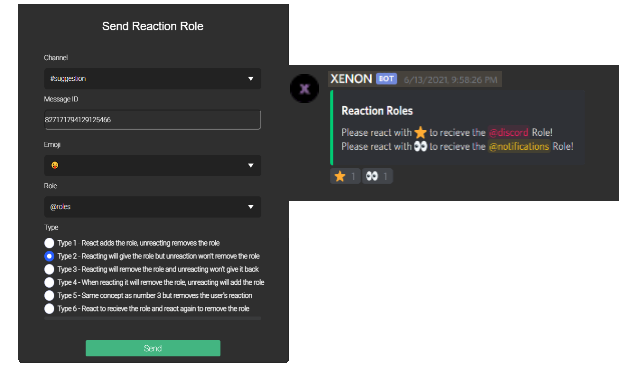 Send Reaction Role
Channel
#suggestion
Message ID
827171794129125466
Emoji
Role
@roles
Type
Type 1 - React adds the role, unreacting removes the role
Type 2 - Reacting will give the role but unreaction won't remove the role
Type 3 - Reacting will remove the role and unreacting won't give it back
Type 4 - When reacting it will remove the role, unreacting will add the role
Type 5 - Same concept as number 3 but removes the user's reaction
Type 6 - React to recieve the role and react again to remove the role
Send
X
XENON BOT 6/13/2021, 9:58:26 PM
Reaction Roles
Please react with ⭐ to recieve the @discord Role!
Please react with 👀 to recieve the @notifications Role!
⭐ 1 👀 1